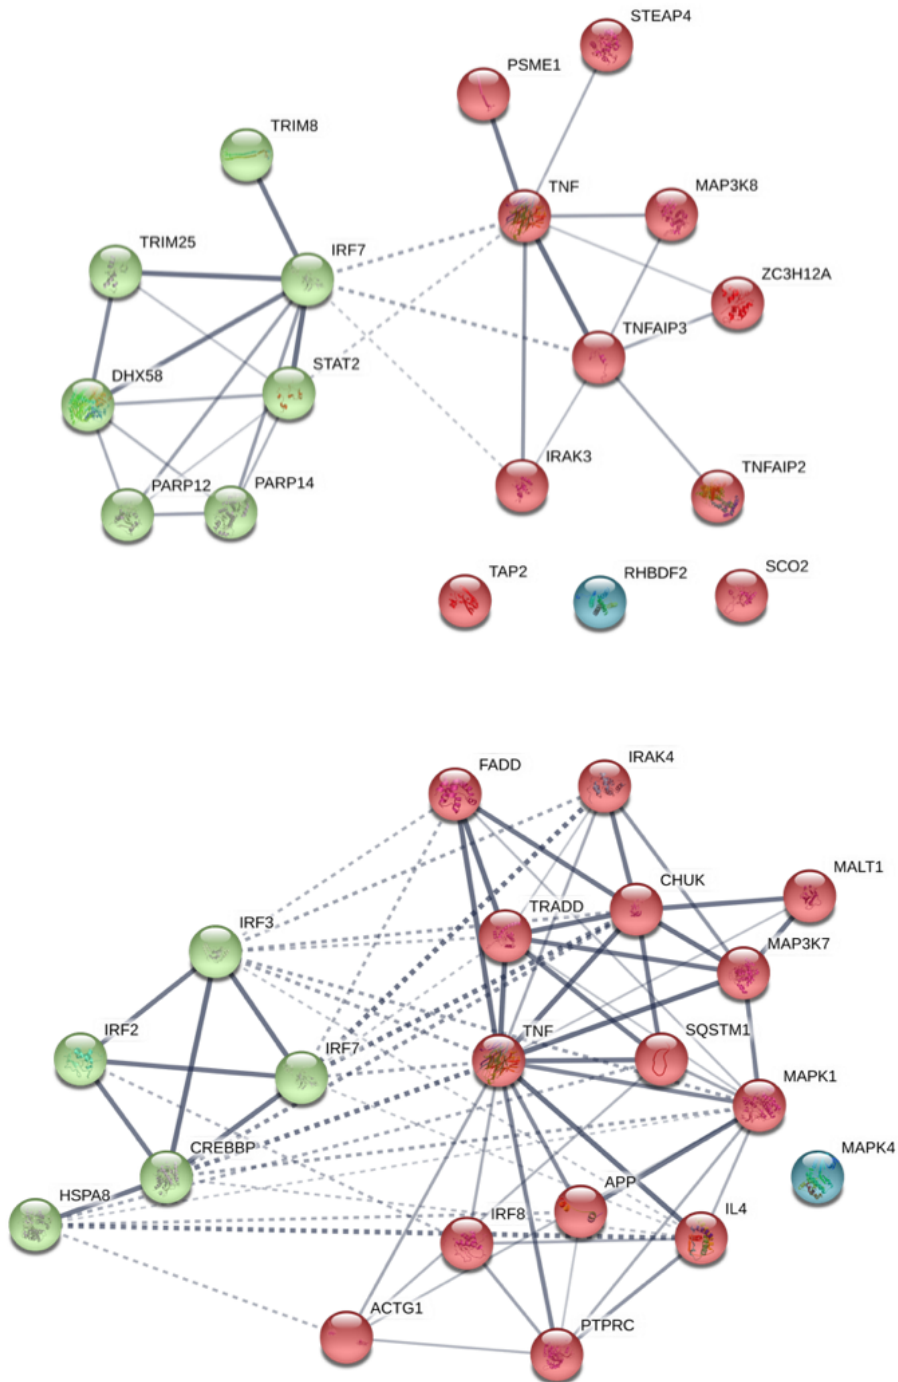 STEAP4
PSME1
TRIM8
TNF
MAP3K8
TRIM25
IRF7
ZC3H12A
TNFAIP3
STAT2
DHX58
IRAK3
TNFAIP2
PARP12
PARP14
TAP2
RHBDF2
SCO2
FADD
IRAK4
MALT1
CHUK
TRADD
IRF3
MAP3K7
IRF2
IRF7
TNF
SQSTM1
MAPK1
CREBBP
MAPK4
HSPA8
APP
IRF8
IL4
ACTG1
PTPRC